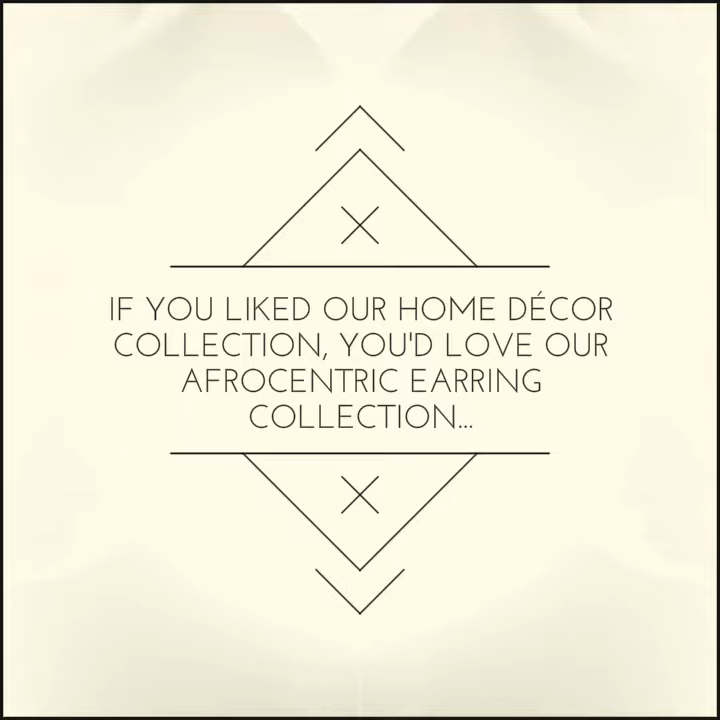 IF YOU LIKED OUR HOME DÉCOR
COLLECTION, YOU'D LOVE OUR
AFROCENTRIC EARRING
COLLECTION...